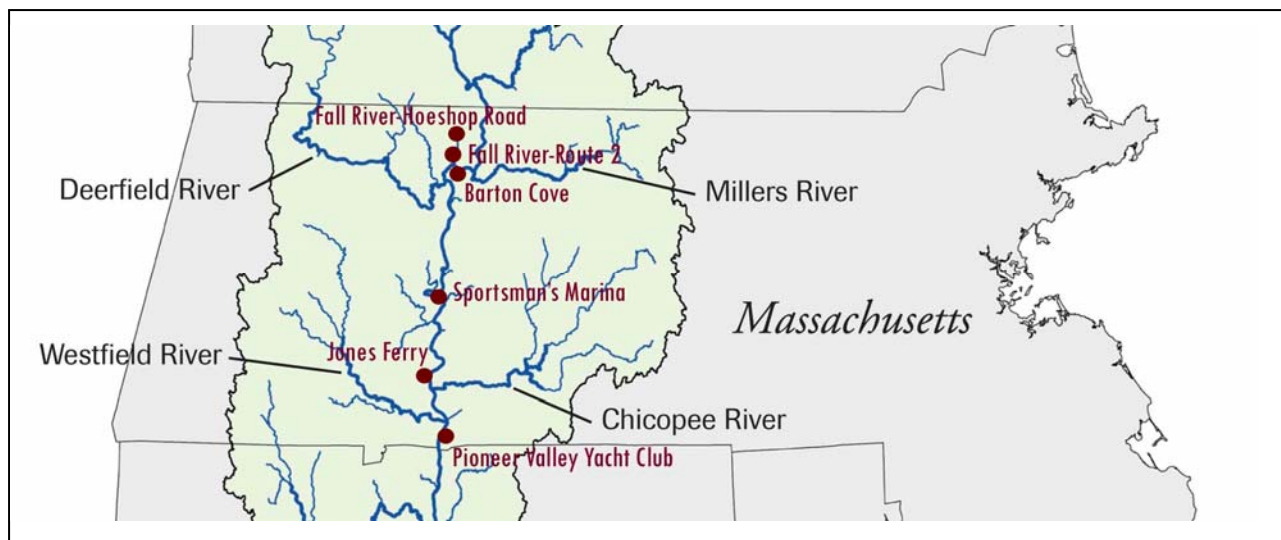 Fall River-Hoeshop Road
Fall River-Route 2
Deerfield River
Millers River
Barton Cove
Sportsman's Marina
Massachusetts
Westfield River
Jones Ferry
Chicopee River
Pioneer Valley Yacht Club